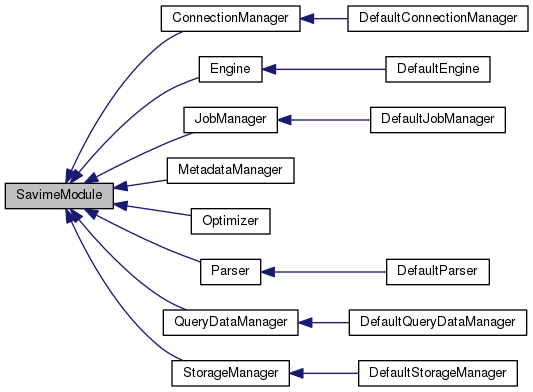 ConnectionManager
DefaultConnectionManager
Engine
DefaultEngine
JobManager
DefaultJobManager
MetadataManager
SavimeModule
Optimizer
Parser
DefaultParser
QueryDataManager
DefaultQueryDataManager
StorageManager
DefaultStorageManager